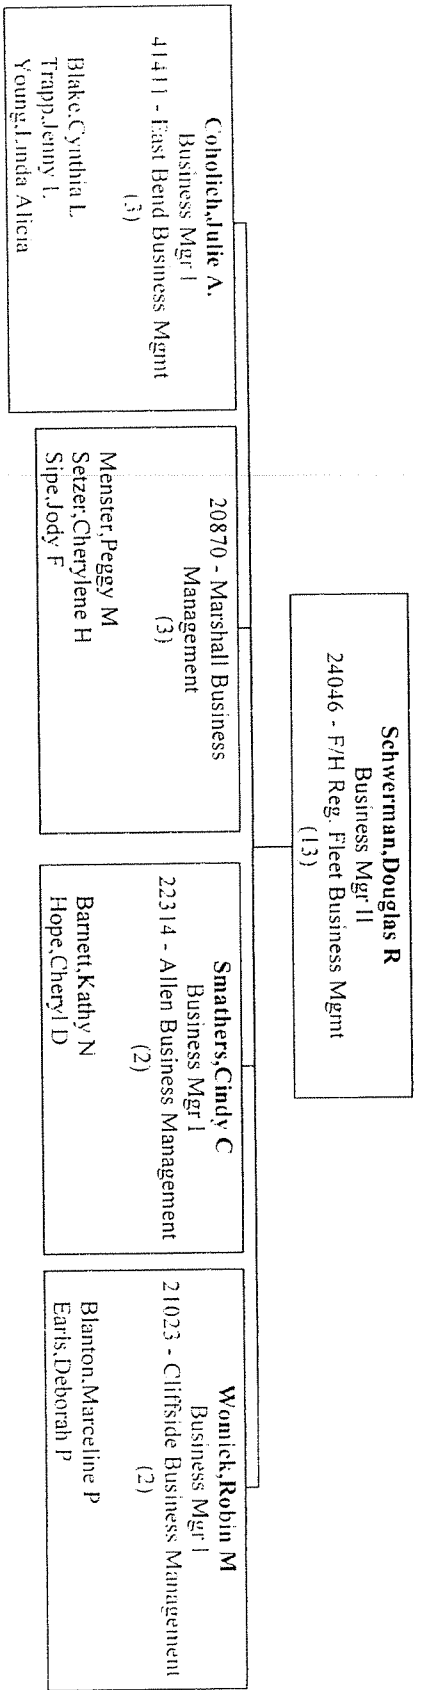 Schwerman,Douglas R
Business Mgr II
24046 - F/H Reg. Fleet Business Mgmt
(13)
Coholich,Julie A.
Business Mgr I
41411 - East Bend Business Mgmt
(3)
Blake,Cynthia L
Trapp,Jenny L
Young,Linda Alicia
20870 - Marshall Business
Management
(3)
Menster,Peggy M
Setzer,Cherylene H
Sipe,Jody F
Smathers,Cindy C
Business Mgr I
22314 - Allen Business Management
(2)
Barnett,Kathy N
Hope,Cheryl D
Womick,Robin M
Business Mgr I
21023 - Cliffside Business Management
(2)
Blanton,Marceline P
Earls,Deborah P